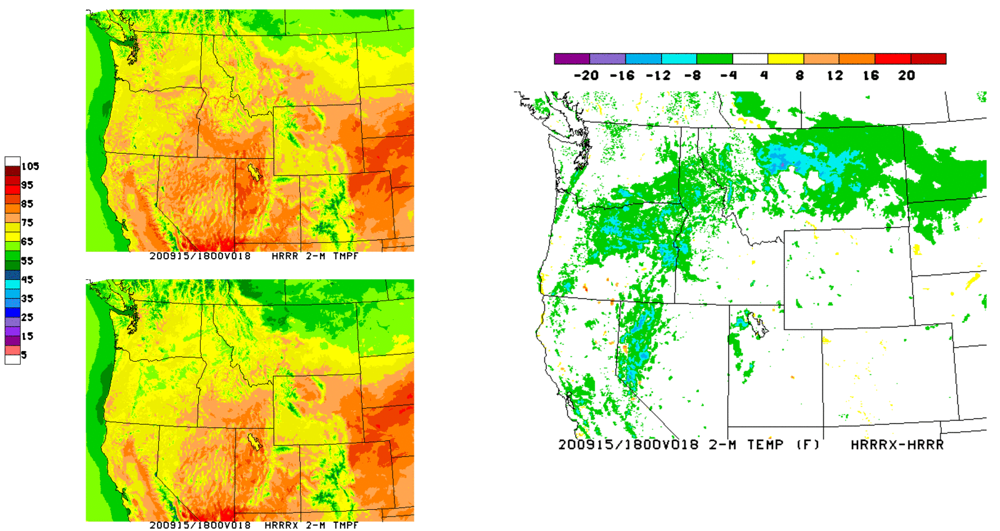 105
95
85
75
65
55
45
35
25
15
5
200915/1800V018 HRRR 2-M TMPF
200915/1800V018 HRRRX 2-M TMPF
-20 -16 -12 -8 -4 4 8 12 16 20
200915/1800V018 2-M TEMP (F) HRRRX-HRRR